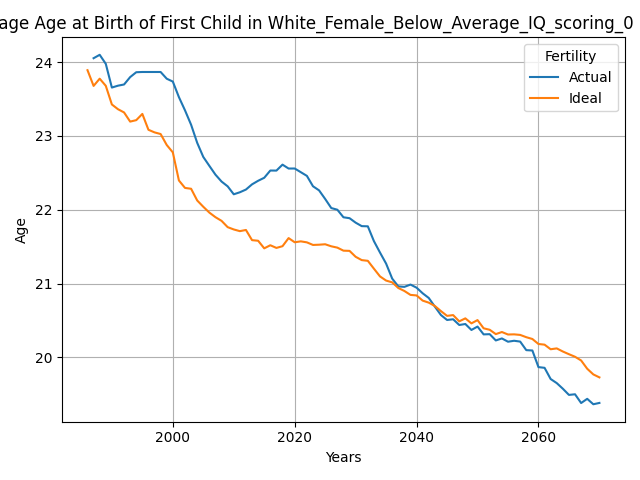 age Age at Birth of First Child in White_Female_Below_Average_IQ_scoring_0
Fertility
Actual
Ideal
24
23
22
21
20
Age
2000
2020
2040
2060
Years